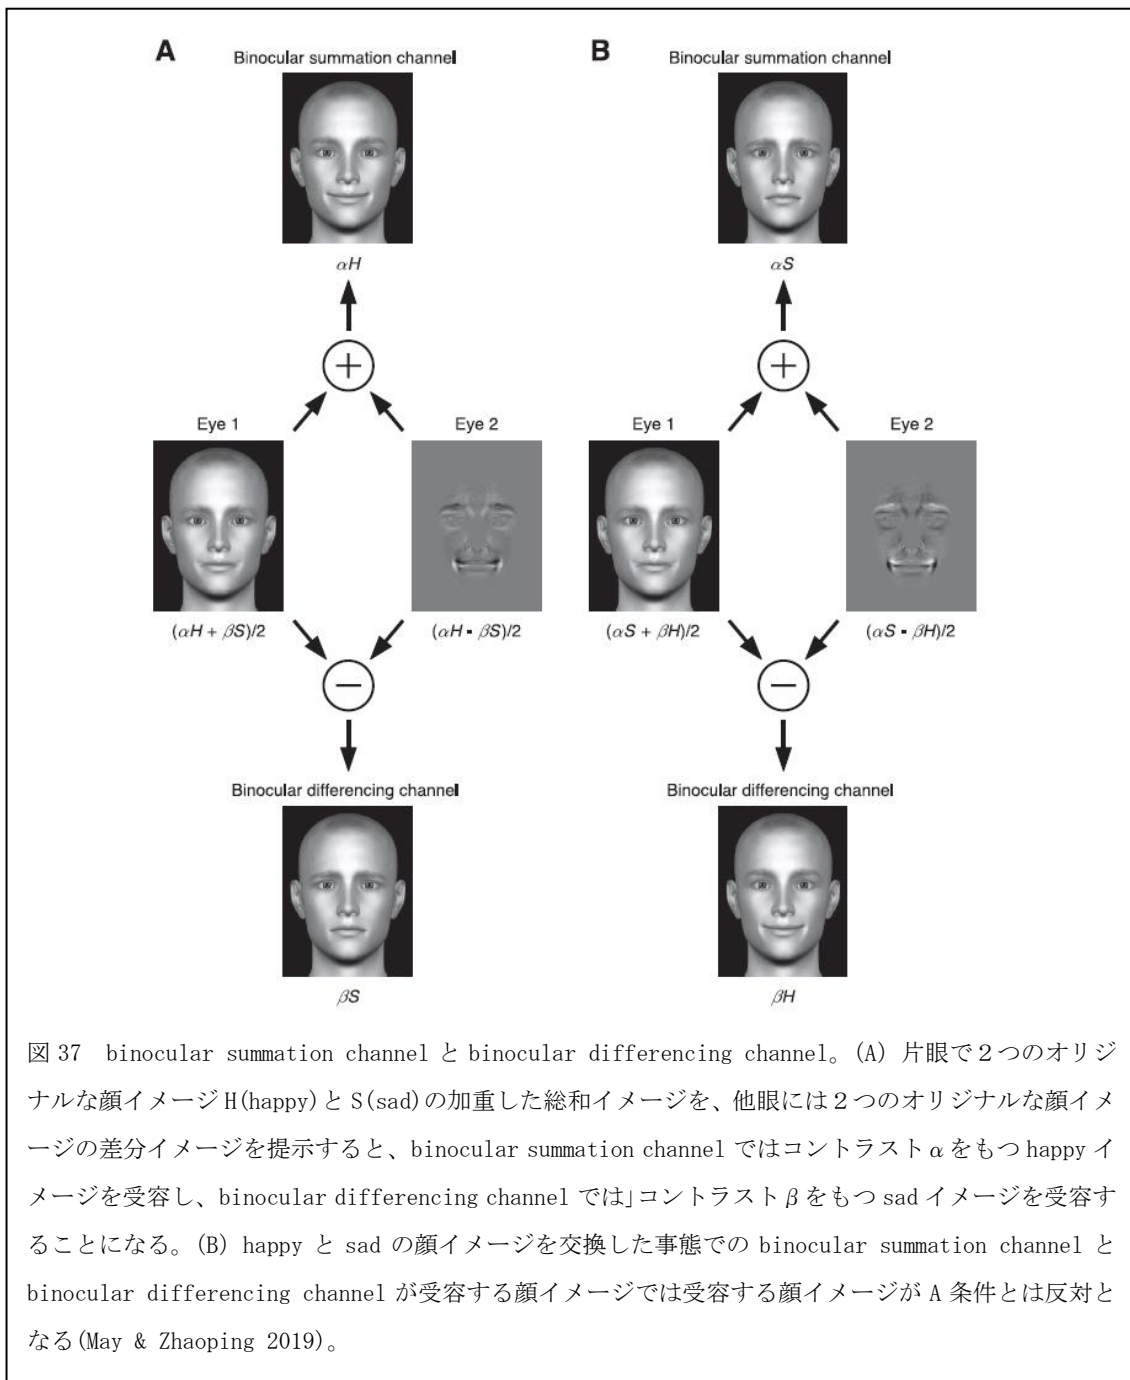 A
B
Binocular summation channel
Binocular summation channel
αH
αS
+
+
Eye 1
Eye 2
Eye 1
Eye 2
(αH + βS)/2
(αH - βS)/2
(αS + βH)/2
(αS - βH)/2
−
−
Binocular differencing channel
Binocular differencing channel
βS
βH
図 37 binocular summation channel と binocular differencing channel。(A) 片眼で２つのオリジ
ナルな顔イメージ H(happy)と S(sad)の加重した総和イメージを、他眼には２つのオリジナルな顔イメ
ージの差分イメージを提示すると、binocular summation channel ではコントラストαをもつ happy イ
メージを受容し、binocular differencing channel では」コントラストβをもつ sad イメージを受容す
ることになる。(B) happy と sad の顔イメージを交換した事態での binocular summation channel と
binocular differencing channel が受容する顔イメージでは受容する顔イメージが A 条件とは反対と
なる(May & Zhaoping 2019)。